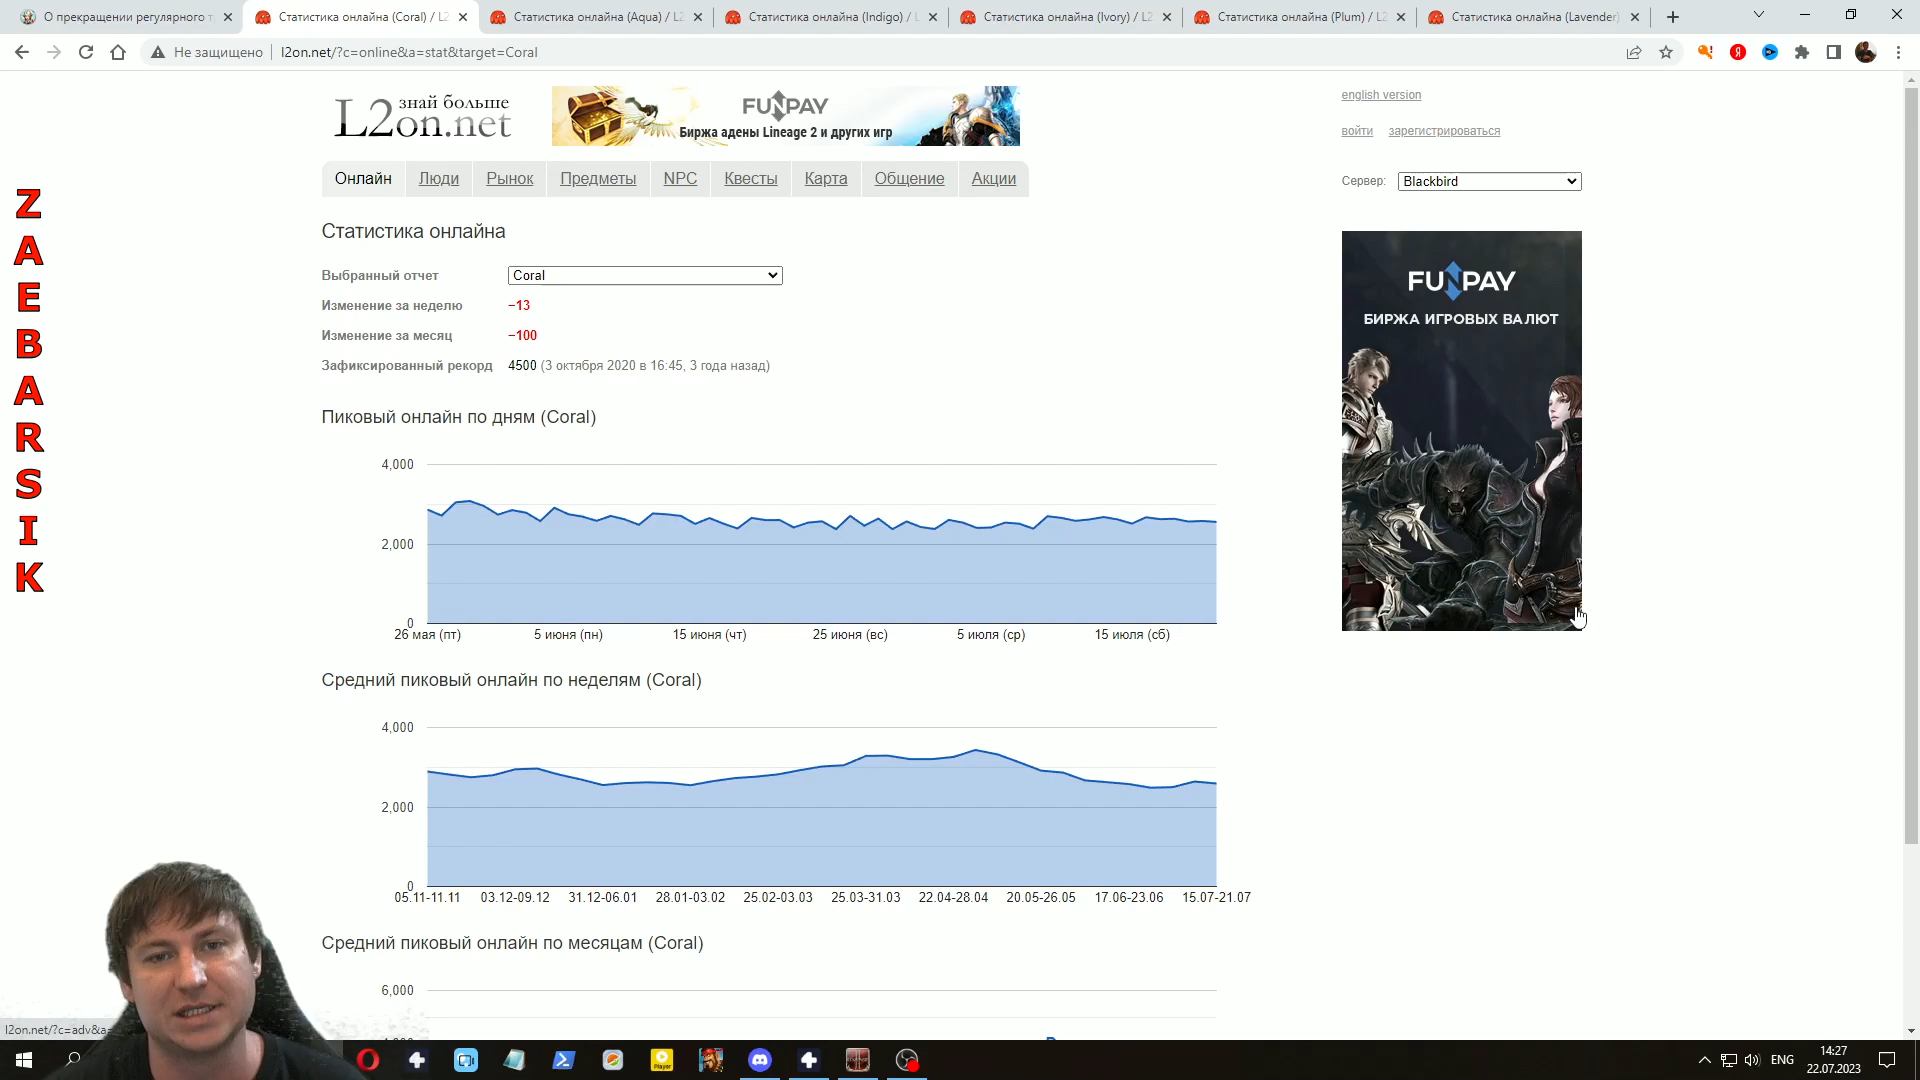 О прекращении регулярного т
Статистика онлайна (Coral) / L2
Статистика онлайна (Aqua) / L2
Статистика онлайна (Indigo) / L
Статистика онлайна (Ivory) / L2
Статистика онлайна (Plum) / L2
Статистика онлайна (Lavender)
Не защищено
l2on.net/?c=online&a=stat&target=Coral
знай больше
L2on.net
FUNPAY
Биржа адены Lineage 2 и других игр
english version
войти зарегистрироваться
Онлайн Люди Рынок Предметы NPC Квесты Карта Общение Акции
Сервер: Blackbird
ZAEBARSIK
Статистика онлайна
Выбранный отчет Coral
Изменение за неделю −13
Изменение за месяц −100
Зафиксированный рекорд 4500 (3 октября 2020 в 16:45, 3 года назад)
FUNPAY
БИРЖА ИГРОВЫХ ВАЛЮТ
Пиковый онлайн по дням (Coral)
4,000
2,000
0
26 мая (пт) 5 июня (пн) 15 июня (чт) 25 июня (вс) 5 июля (ср) 15 июля (сб)
Средний пиковый онлайн по неделям (Coral)
4,000
2,000
0
05.11-11.11 03.12-09.12 31.12-06.01 28.01-03.02 25.02-03.03 25.03-31.03 22.04-28.04 20.05-26.05 17.06-23.06 15.07-21.07
Средний пиковый онлайн по месяцам (Coral)
6,000
l2on.net/?c=adv&a=
Player
ENG
14:27
22.07.2023